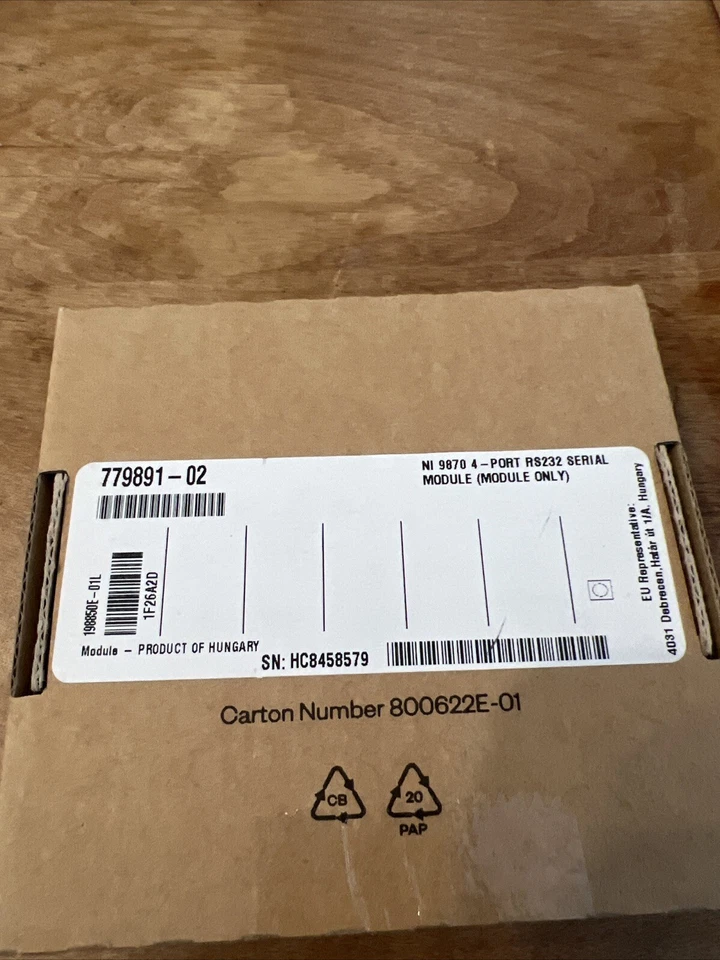 779891-02
NI 9870 4-PORT RS232 SERIAL
MODULE (MODULE ONLY)
198850E-01L
1F26A2D
EU Representative:
4031 Debrecen,Határ út 1/A, Hungary
Module - PRODUCT OF HUNGARY
SN: HC8458579
Carton Number 800622E-01
CB
20
PAP